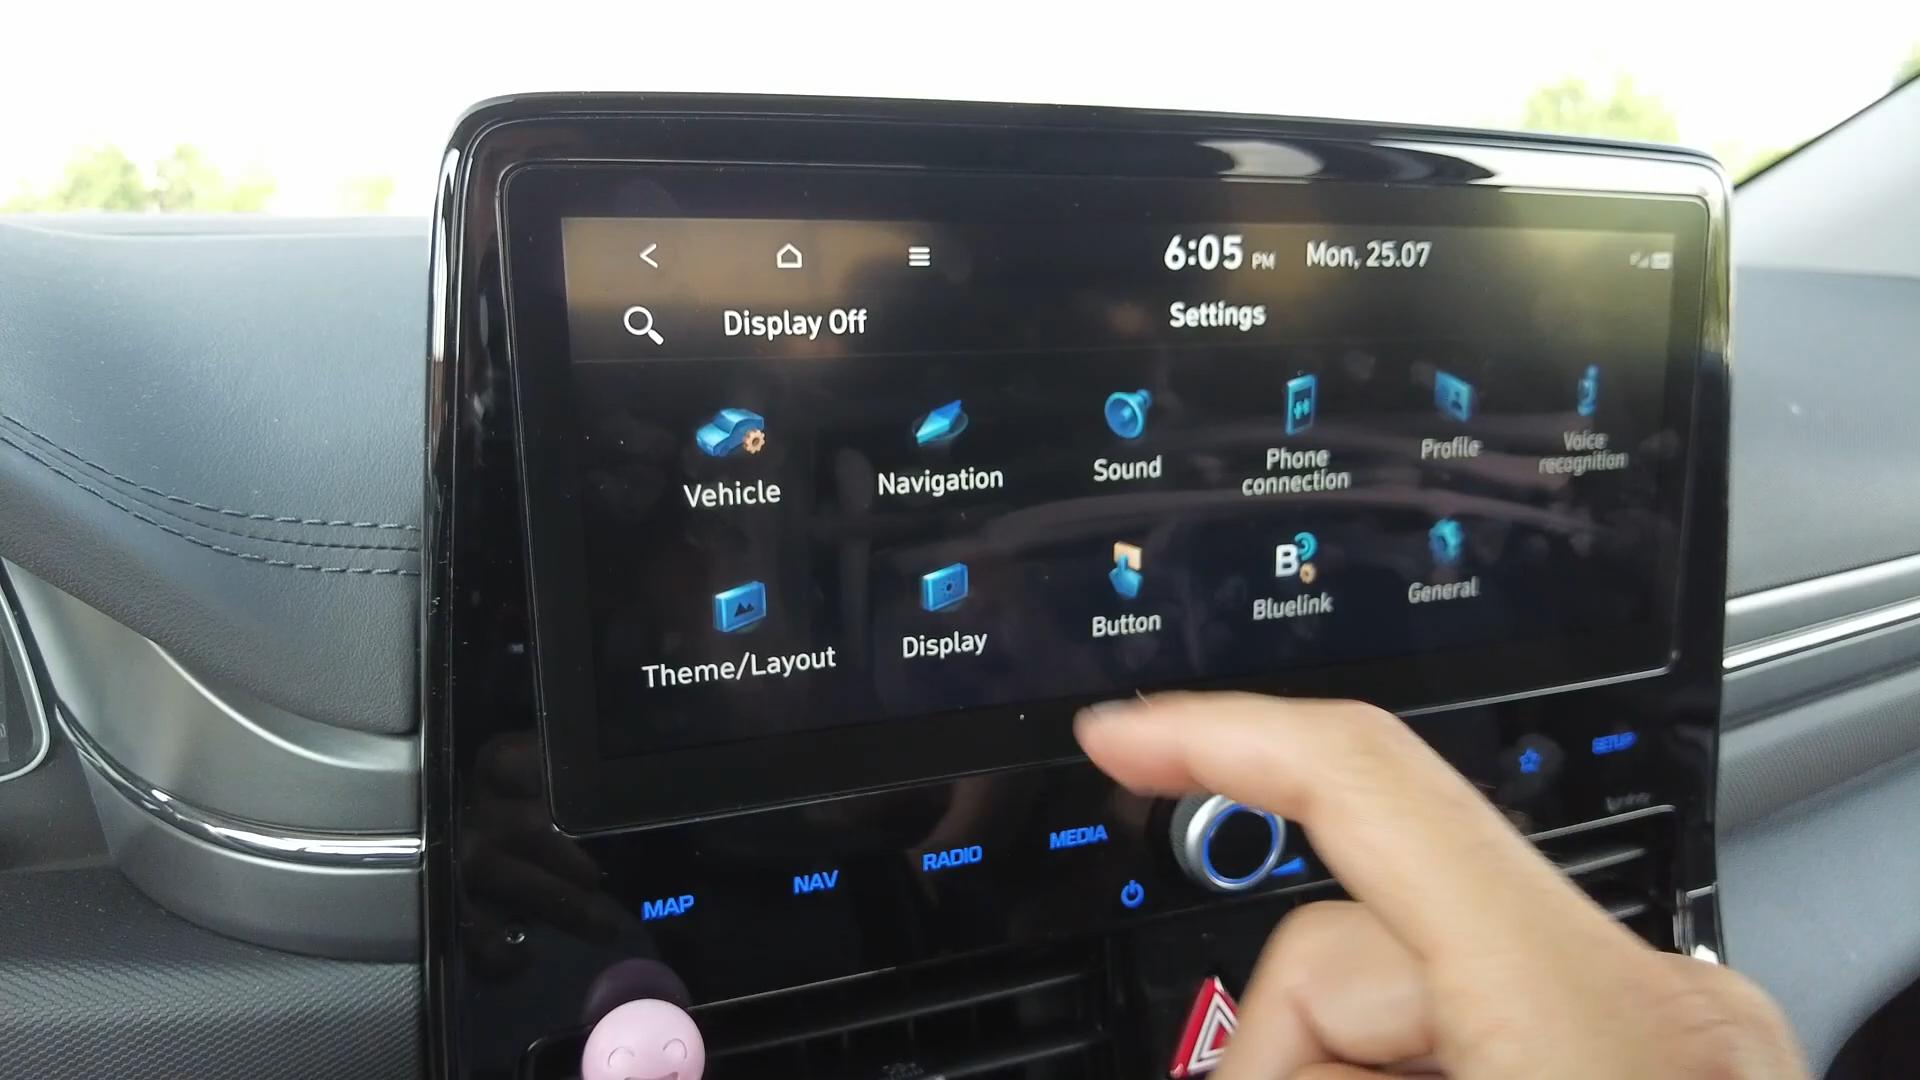 6:05 PM Mon, 25.07
Display Off
Settings
Vehicle
Navigation
Sound
Phone
connection
Profile
Voice
recognition
Theme/Layout
Display
Button
Bluelink
General
MAP
NAV
RADIO
MEDIA
SETUP